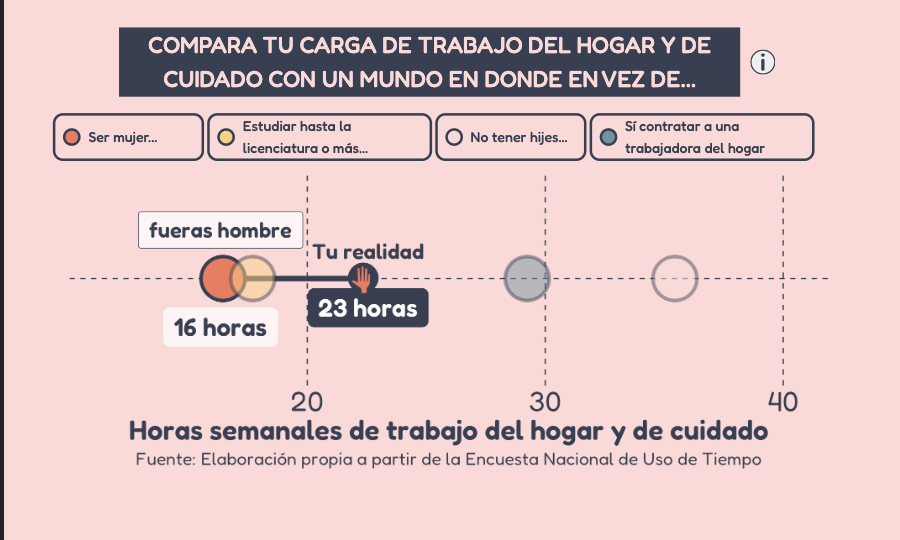 COMPARA TU CARGA DE TRABAJO DEL HOGAR Y DE
CUIDADO CON UN MUNDO EN DONDE EN VEZ DE...
i
Ser mujer...
Estudiar hasta la
licenciatura o más...
No tener hijes...
Sí contratar a una
trabajadora del hogar
fueras hombre
Tu realidad
23 horas
16 horas
20
30
40
Horas semanales de trabajo del hogar y de cuidado
Fuente: Elaboración propia a partir de la Encuesta Nacional de Uso de Tiempo